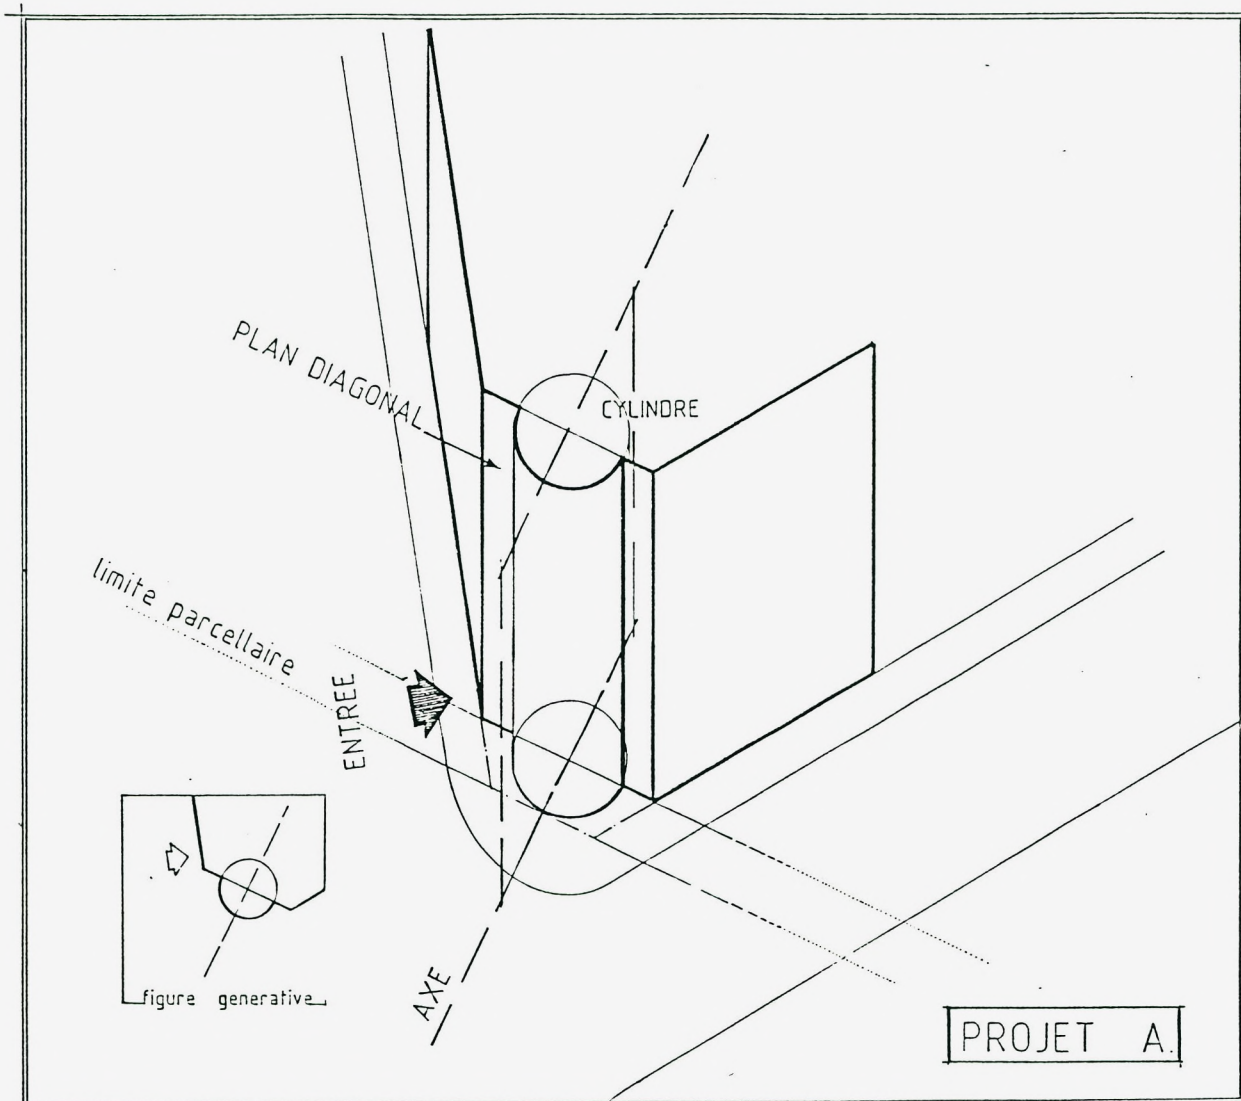 PLAN DIAGONAL
CYLINDRE
limite parcellaire
ENTREE
figure generative
AXE
PROJET A.